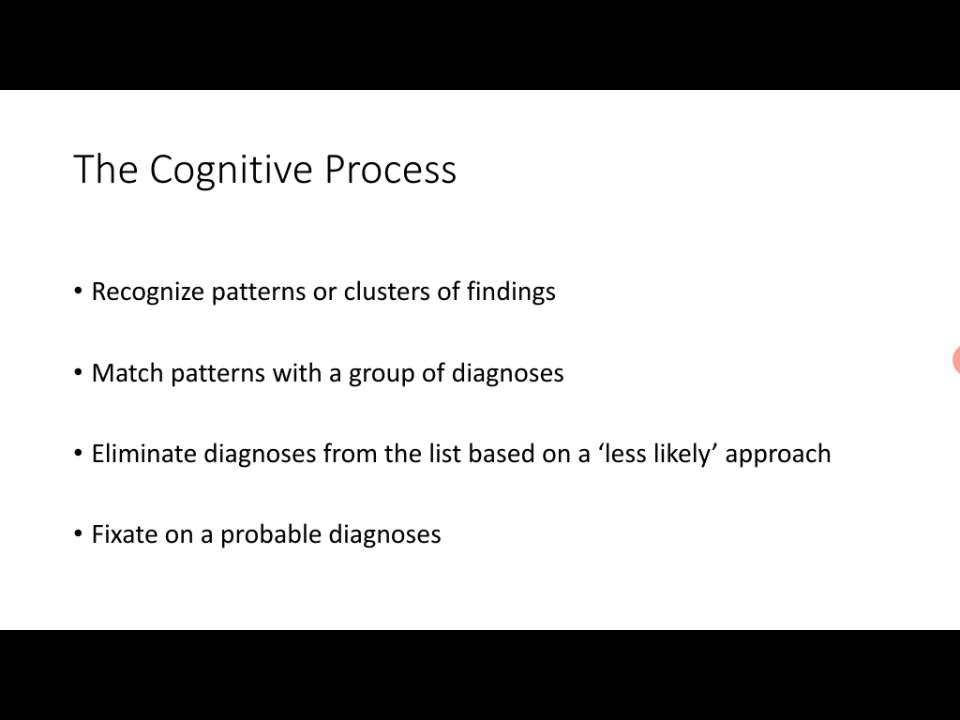 The Cognitive Process
• Recognize patterns or clusters of findings
• Match patterns with a group of diagnoses
• Eliminate diagnoses from the list based on a ‘less likely’ approach
• Fixate on a probable diagnoses